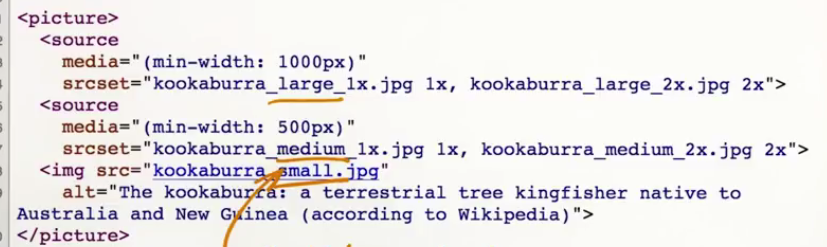 <picture>
<source
media="(min-width: 1000px)"
srcset="kookaburra_large_1x.jpg 1x, kookaburra_large_2x.jpg 2x">
<source
media="(min-width: 500px)"
srcset="kookaburra_medium_1x.jpg 1x, kookaburra_medium_2x.jpg 2x">
<img src="kookaburra_small.jpg"
alt="The kookaburra: a terrestrial tree kingfisher native to
Australia and New Guinea (according to Wikipedia)">
</picture>